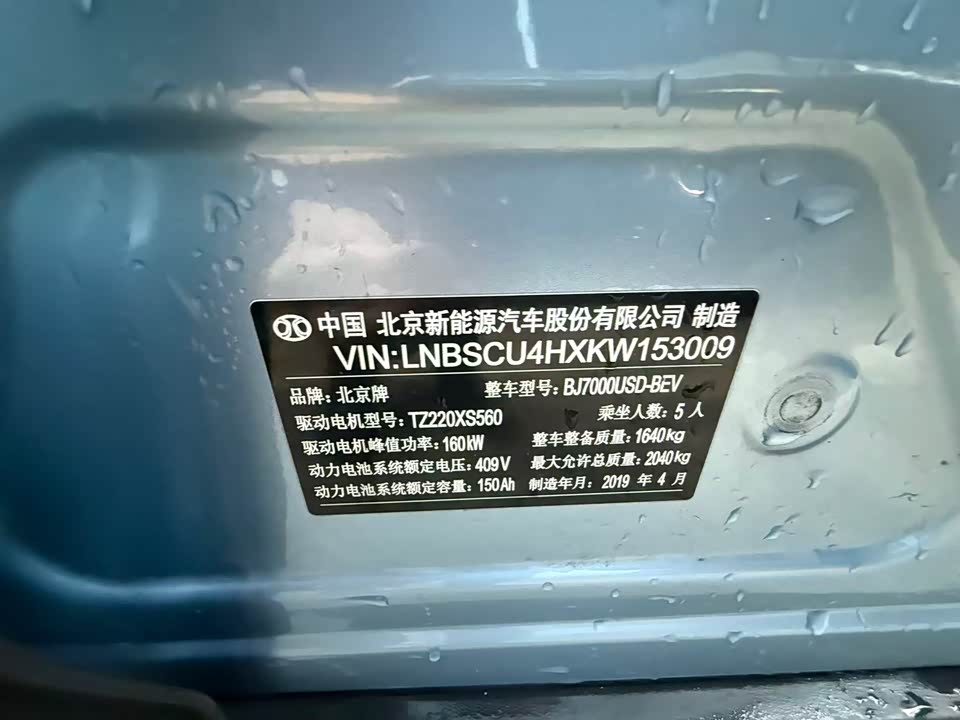 中国 北京新能源汽车股份有限公司 制造
VIN:LNBSCU4HXKW153009
品牌:北京牌 整车型号:BJ7000USD-BEV
驱动电机型号:TZ220XS560 乘坐人数:5人
驱动电机峰值功率:160kW 整车整备质量:1640kg
动力电池系统额定电压:409V 最大允许总质量:2040kg
动力电池系统额定容量:150Ah 制造年月:2019 年 4 月